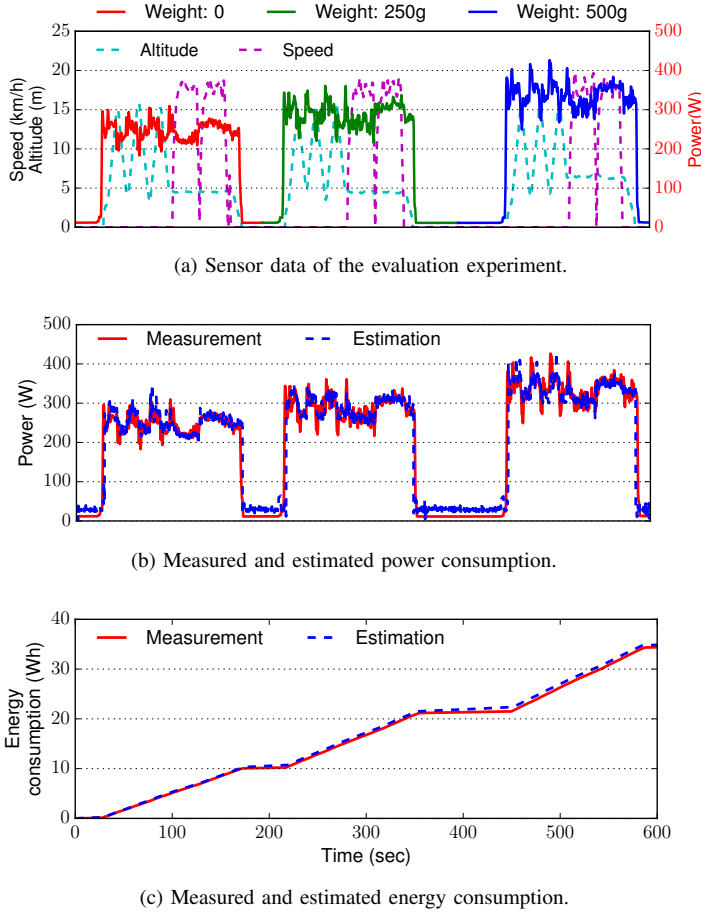 Weight: 0 Weight: 250g Weight: 500g
Altitude Speed
25
20
15
10
5
0
Speed (km/h)
Altitude (m)
500
400
300
200
100
0
Power(W)
(a) Sensor data of the evaluation experiment.
500
400
300
200
100
0
Power (W)
Measurement Estimation
(b) Measured and estimated power consumption.
40
30
20
10
0
Energy
consumption (Wh)
Measurement Estimation
0 100 200 300 400 500 600
Time (sec)
(c) Measured and estimated energy consumption.